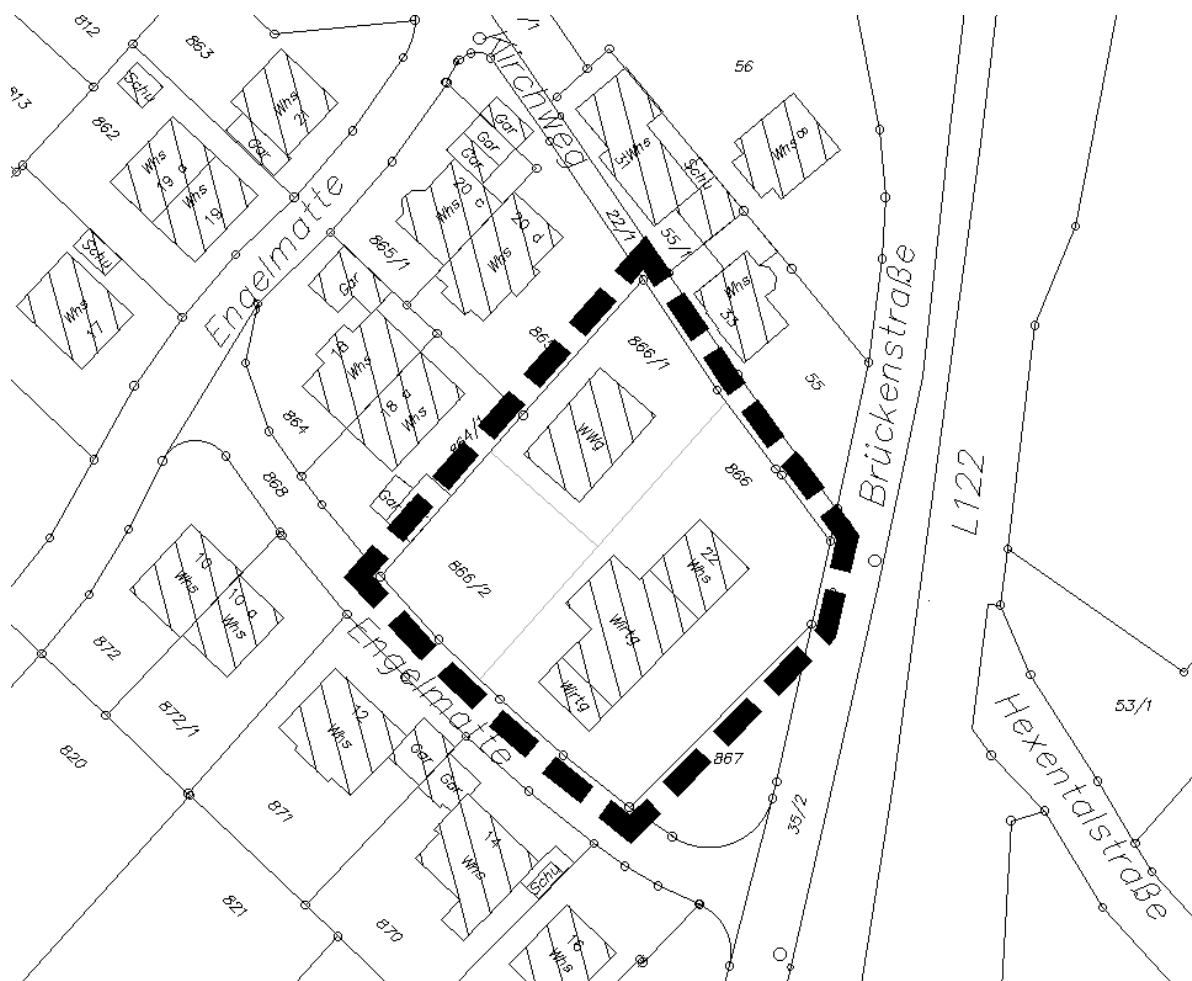 812
863
813
862
Schu
Whs
21
Gar
Whs
19 a
Whs
19
Schu
Whs
17
Engelmatte
Kirchweg
Gar
Gar
Gar
20 a
Whs
20
Whs
865/1
Gar
18
Whs
18 a
Whs
864
864/1
Gar
868
56
Whs
Schu
Whs 8
22/1
55/1
Whs
33
55
866/1
WWg
866
866/2
22
Whs
Wirtg
Wirtg
Brückenstraße
L122
10
Whs
10 a
Whs
872
872/1
Engelmatte
12
Whs
Gar
Gar
820
871
14
Whs
Schu
821
870
16
Whs
867
35/2
53/1
Hexentalstraße